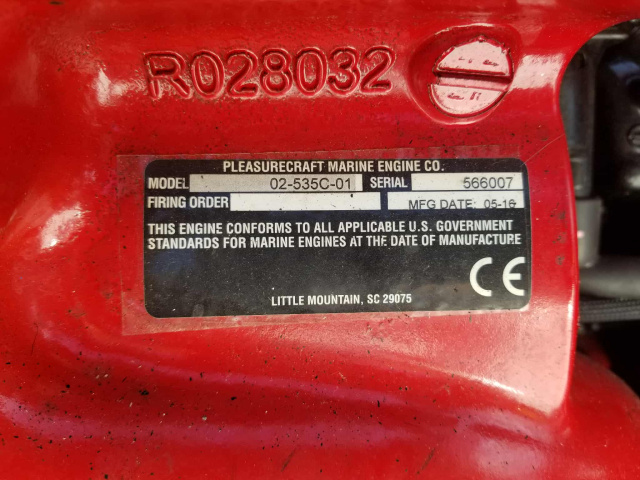 R028032
PLEASURECRAFT MARINE ENGINE CO.
MODEL 02-535C-01 SERIAL 566007
FIRING ORDER MFG DATE: 05-16
THIS ENGINE CONFORMS TO ALL APPLICABLE U.S. GOVERNMENT
STANDARDS FOR MARINE ENGINES AT THE DATE OF MANUFACTURE
CE
LITTLE MOUNTAIN, SC 29075